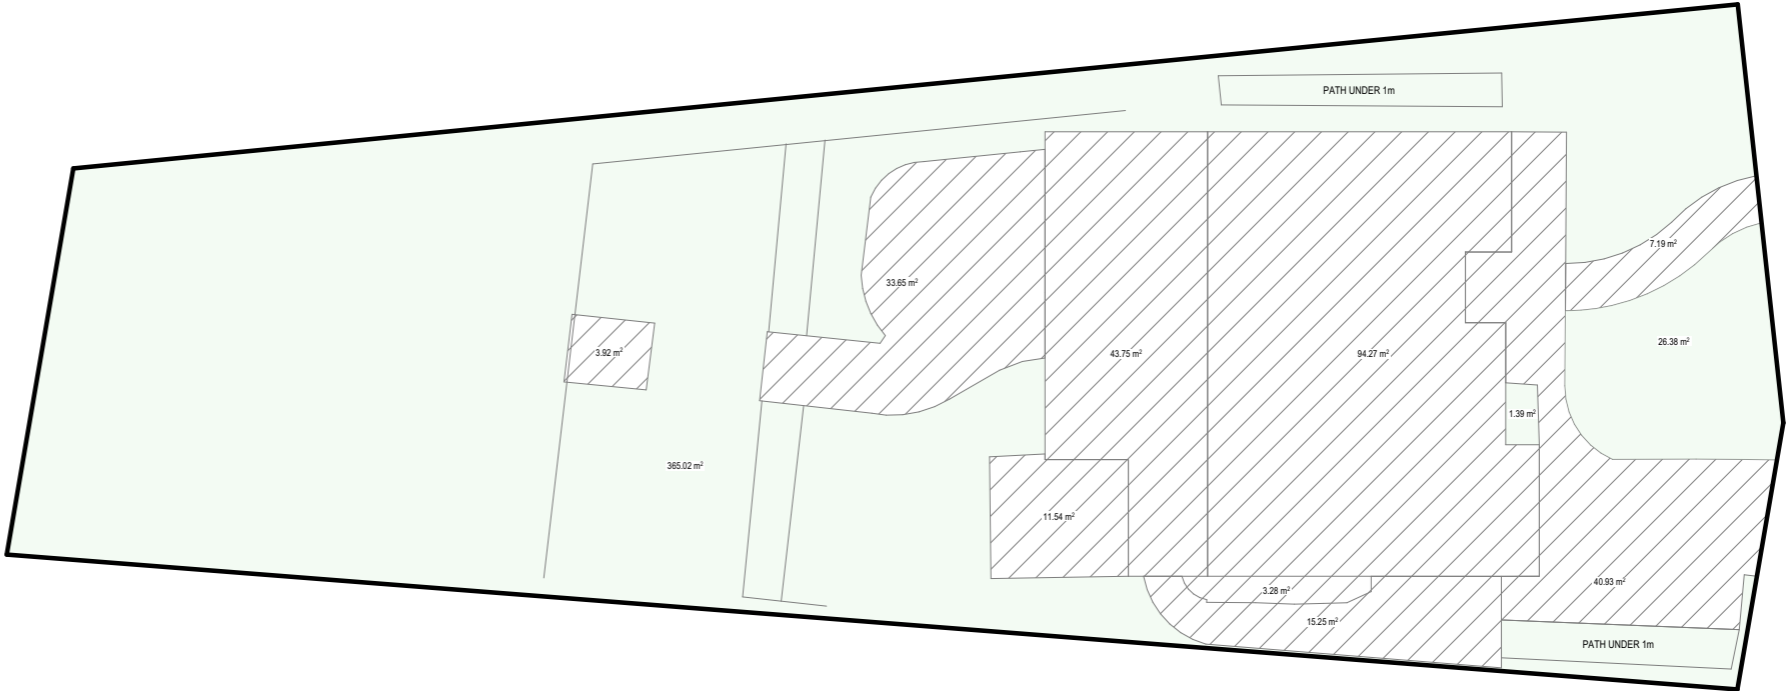 PATH UNDER 1m
7.19 m²
33.65 m²
26.38 m²
3.92 m²
43.75 m²
94.27 m²
1.39 m²
365.02 m²
11.54 m²
40.93 m²
3.28 m²
15.25 m²
PATH UNDER 1m